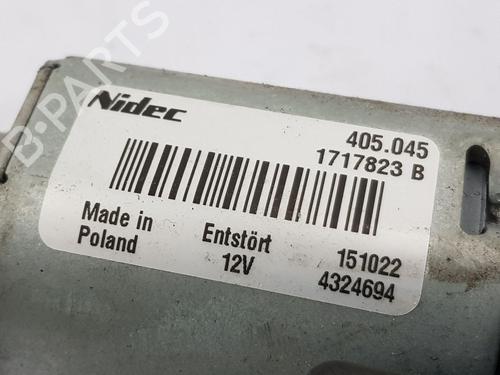 B-PARTS
Nidec
405.045
1717823 B
Made in
Poland
Entstört
12V
151022
4324694